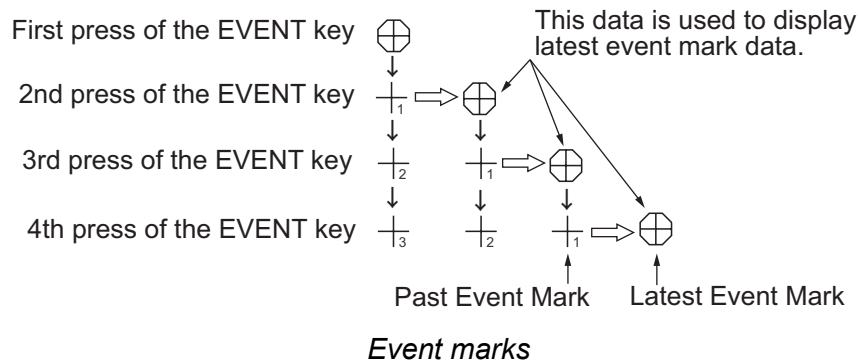 First press of the EVENT key
This data is used to display
latest event mark data.
2nd press of the EVENT key
1
3rd press of the EVENT key
2
1
4th press of the EVENT key
3
2
1
Past Event Mark
Latest Event Mark
Event marks